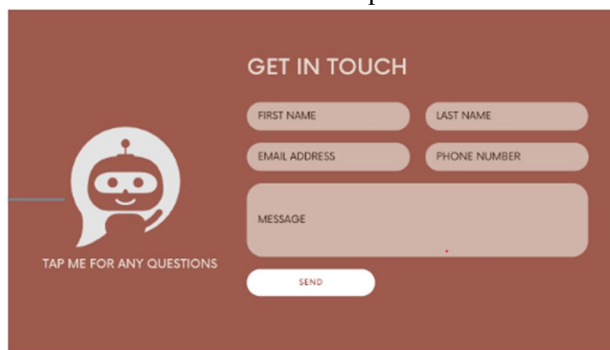 GET IN TOUCH
FIRST NAME
LAST NAME
EMAIL ADDRESS
PHONE NUMBER
MESSAGE
TAP ME FOR ANY QUESTIONS
SEND